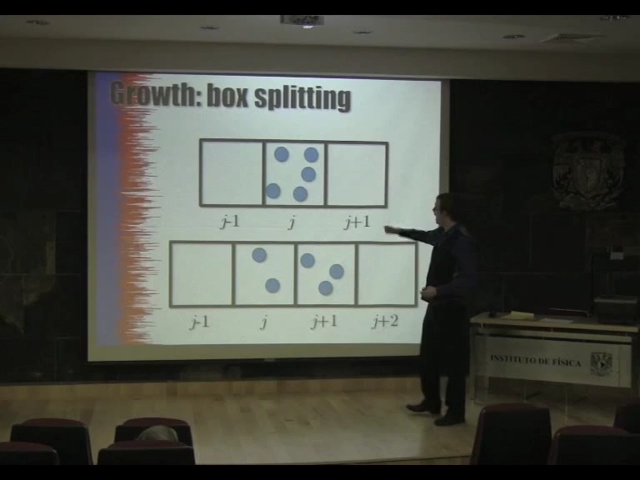 Growth: box splitting
j-1 j j+1
j-1 j j+1 j+2
INSTITUTO DE FÍSICA